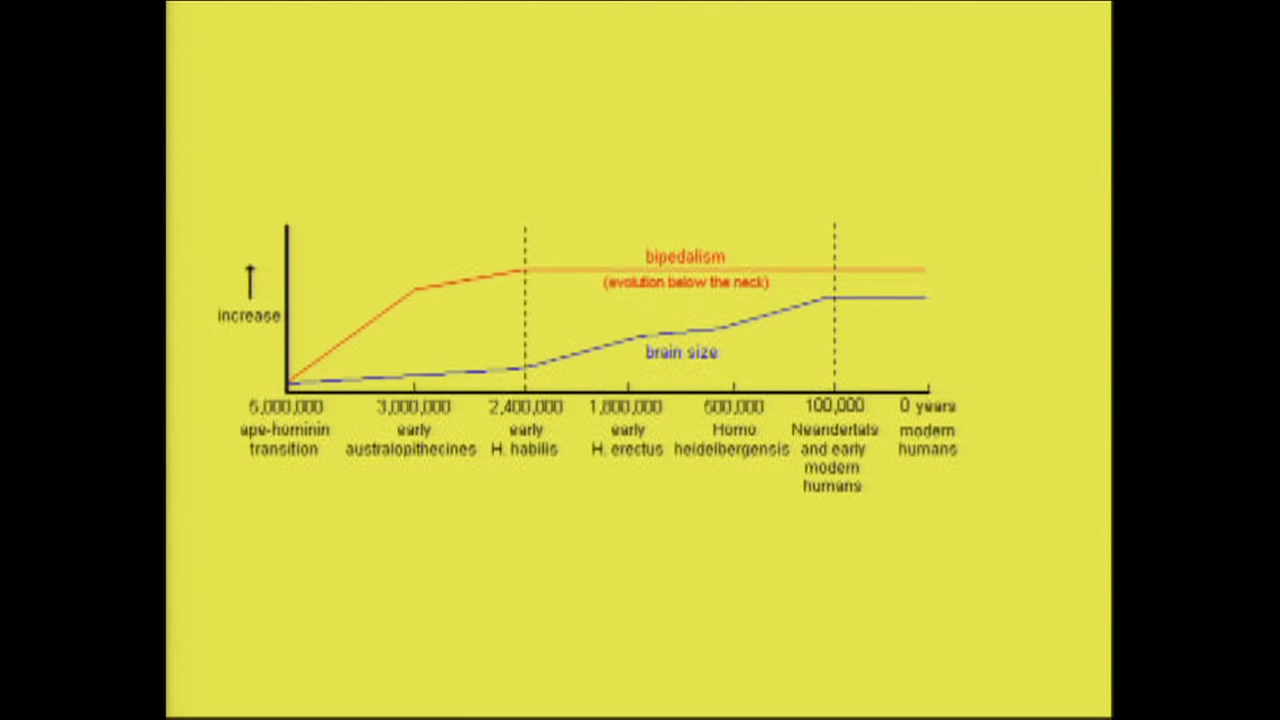 bipedalism
(evolution below the neck)
increase
brain size
6,000,000 3,000,000 2,400,000 1,800,000 600,000 100,000 0 years
ape-hominin early early early Homo Neandertals modern
transition australopithecines H. habilis H. erectus heidelbergensis and early humans
modern
humans